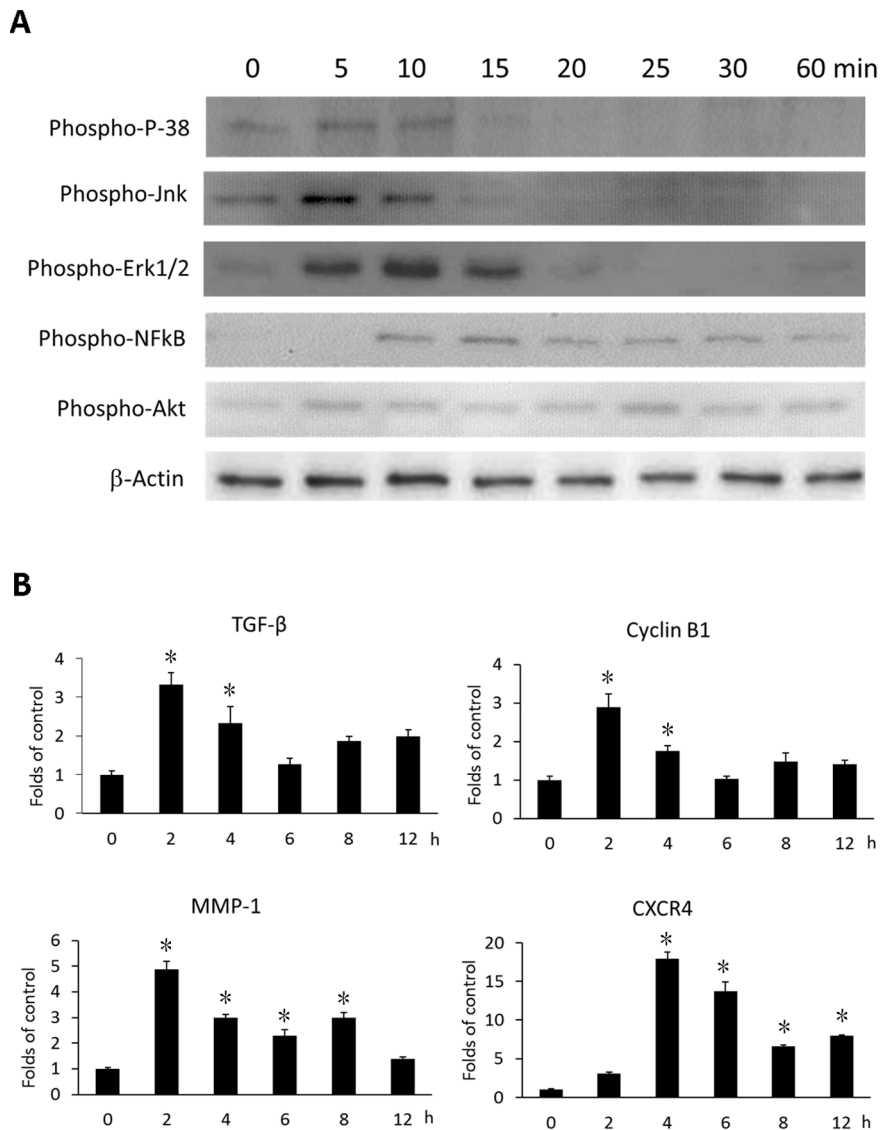 A
0 5 10 15 20 25 30 60 min
Phospho-P-38
Phospho-Jnk
Phospho-Erk1/2
Phospho-NFkB
Phospho-Akt
β-Actin
B
TGF-β
Folds of control
4
3
2
1
0
* *
0 2 4 6 8 12 h
Cyclin B1
Folds of control
4
3
2
1
0
* *
0 2 4 6 8 12 h
MMP-1
Folds of control
6
5
4
3
2
1
0
* * * *
0 2 4 6 8 12 h
CXCR4
Folds of control
20
15
10
5
0
* * * *
0 2 4 6 8 12 h